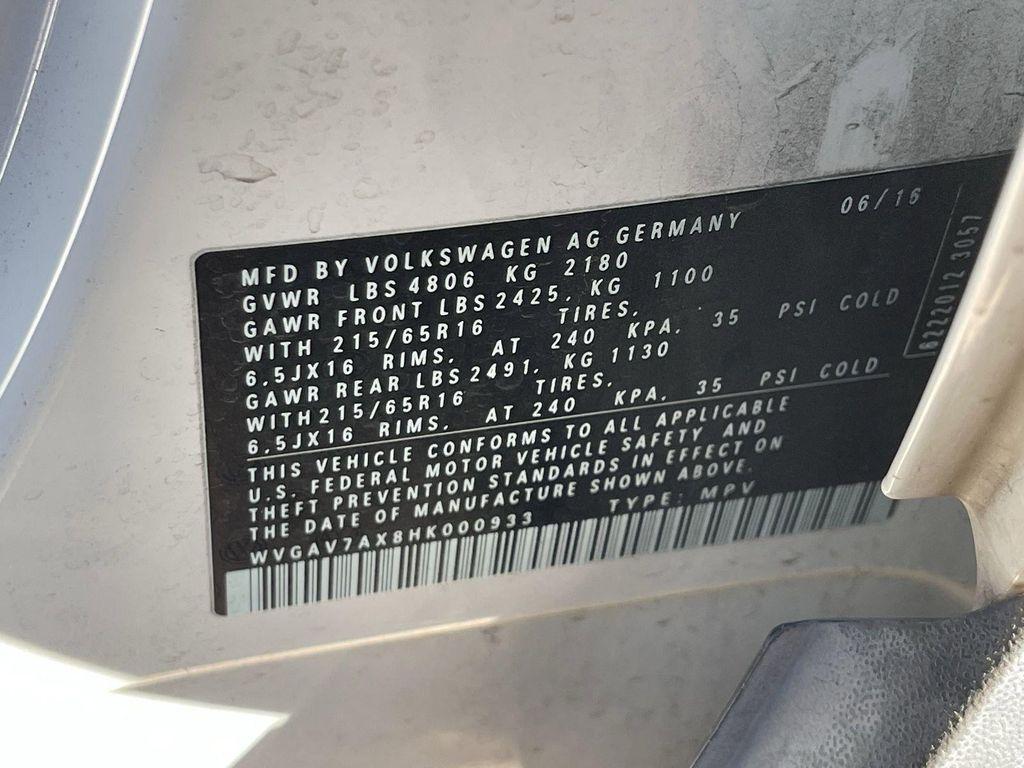 MFD BY VOLKSWAGEN AG GERMANY 06/16
GVWR LBS 4806 KG 2180
GAWR FRONT LBS 2425, KG 1100
WITH 215/65R16 TIRES,
6.5JX16 RIMS, AT 240 KPA, 35 PSI COLD
GAWR REAR LBS 2491, KG 1130
WITH 215/65R16 TIRES,
6.5JX16 RIMS, AT 240 KPA, 35 PSI COLD
THIS VEHICLE CONFORMS TO ALL APPLICABLE
U.S. FEDERAL MOTOR VEHICLE SAFETY AND
THEFT PREVENTION STANDARDS IN EFFECT ON
THE DATE OF MANUFACTURE SHOWN ABOVE.
WVGAV7AX8HK000933 TYPE: MPV
62222012 3057